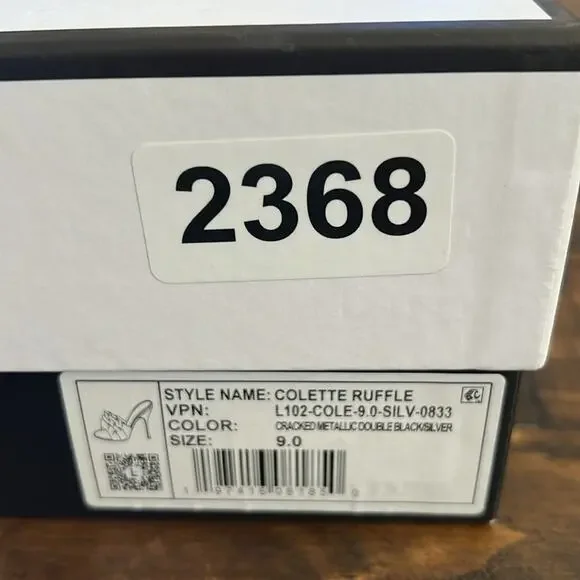 2368
STYLE NAME: COLETTE RUFFLE
VPN: L102-COLE-9.0-SILV-0833
COLOR: CRACKED METALLIC DOUBLE BLACK/SILVER
SIZE: 9.0